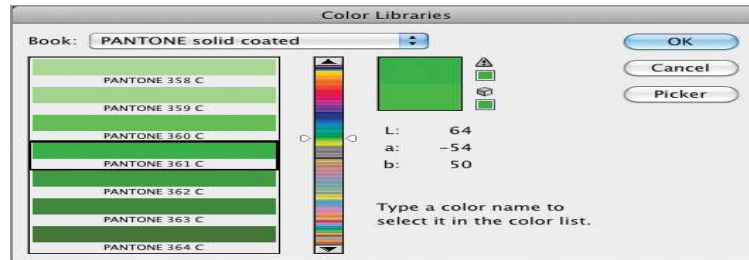 Color Libraries
Book: PANTONE solid coated
OK
Cancel
Picker
PANTONE 358 C
PANTONE 359 C
PANTONE 360 C
PANTONE 361 C
PANTONE 362 C
PANTONE 363 C
PANTONE 364 C
L: 64
a: -54
b: 50
Type a color name to
select it in the color list.